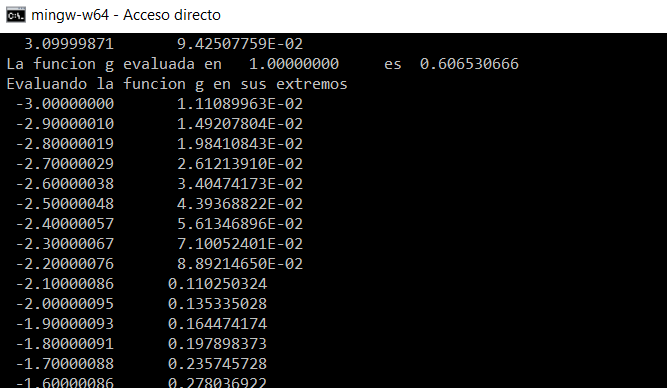 mingw-w64 - Acceso directo
3.09999871 9.42507759E-02
La funcion g evaluada en 1.00000000 es 0.606530666
Evaluando la funcion g en sus extremos
-3.00000000 1.11089963E-02
-2.90000010 1.49207804E-02
-2.80000019 1.98410843E-02
-2.70000029 2.61213910E-02
-2.60000038 3.40474173E-02
-2.50000048 4.39368822E-02
-2.40000057 5.61346896E-02
-2.30000067 7.10052401E-02
-2.20000076 8.89214650E-02
-2.10000086 0.110250324
-2.00000095 0.135335028
-1.90000093 0.164474174
-1.80000091 0.197898373
-1.70000088 0.235745728
-1.60000086 0.278036922